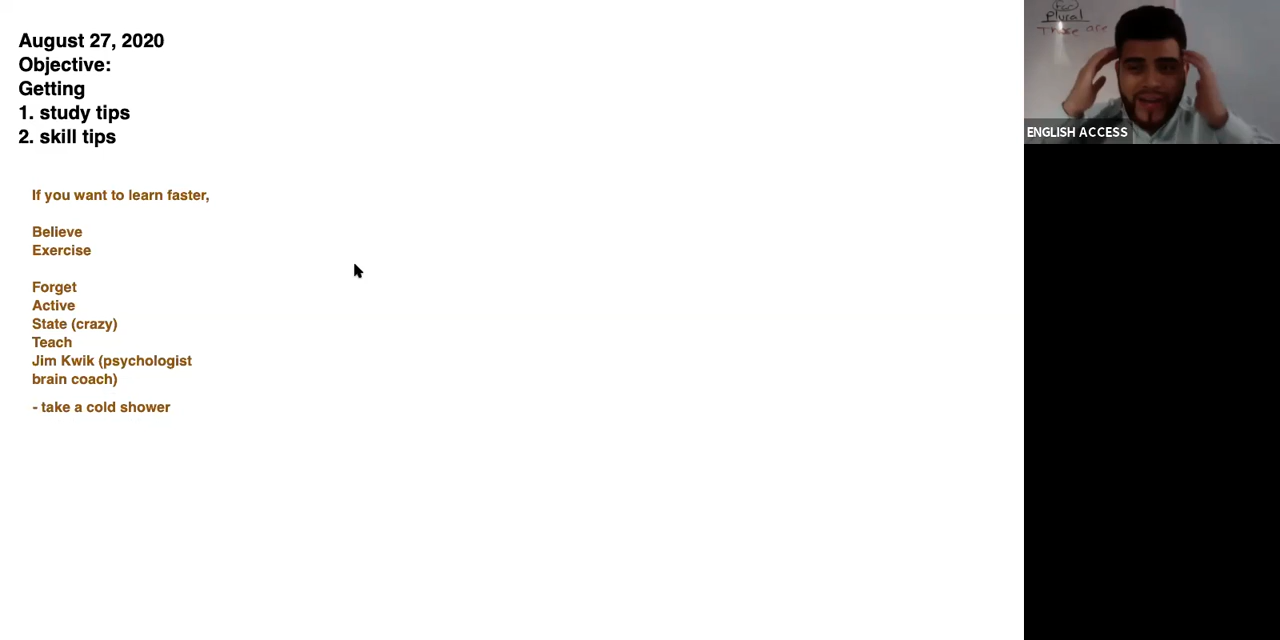 August 27, 2020
Objective:
Getting
1. study tips
2. skill tips
If you want to learn faster,
Believe
Exercise
Forget
Active
State (crazy)
Teach
Jim Kwik (psychologist
brain coach)
- take a cold shower
Plural
are
ENGLISH ACCESS